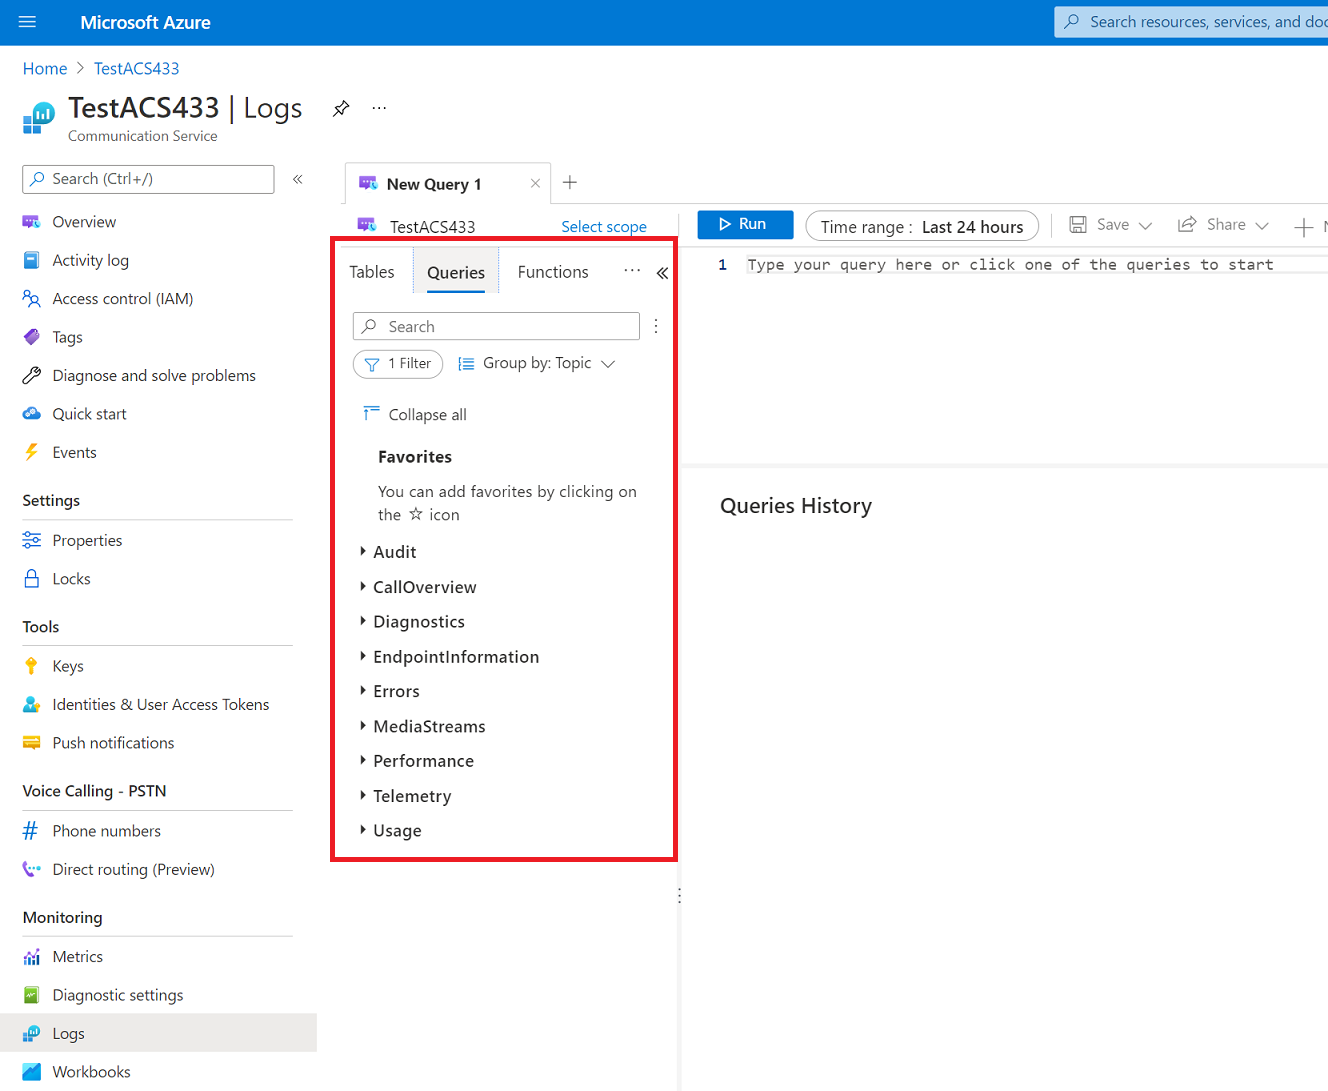 Microsoft Azure
Search resources, services, and doc
Home > TestACS433
TestACS433 | Logs
Communication Service
Search (Ctrl+/)
Overview
Activity log
Access control (IAM)
Tags
Diagnose and solve problems
Quick start
Events
Settings
Properties
Locks
Tools
Keys
Identities & User Access Tokens
Push notifications
Voice Calling - PSTN
Phone numbers
Direct routing (Preview)
Monitoring
Metrics
Diagnostic settings
Logs
Workbooks
New Query 1
TestACS433 Select scope
Tables Queries Functions
Search
1 Filter Group by: Topic
Collapse all
Favorites
You can add favorites by clicking on
the ☆ icon
Audit
CallOverview
Diagnostics
EndpointInformation
Errors
MediaStreams
Performance
Telemetry
Usage
Run Time range : Last 24 hours Save Share
1 Type your query here or click one of the queries to start
Queries History